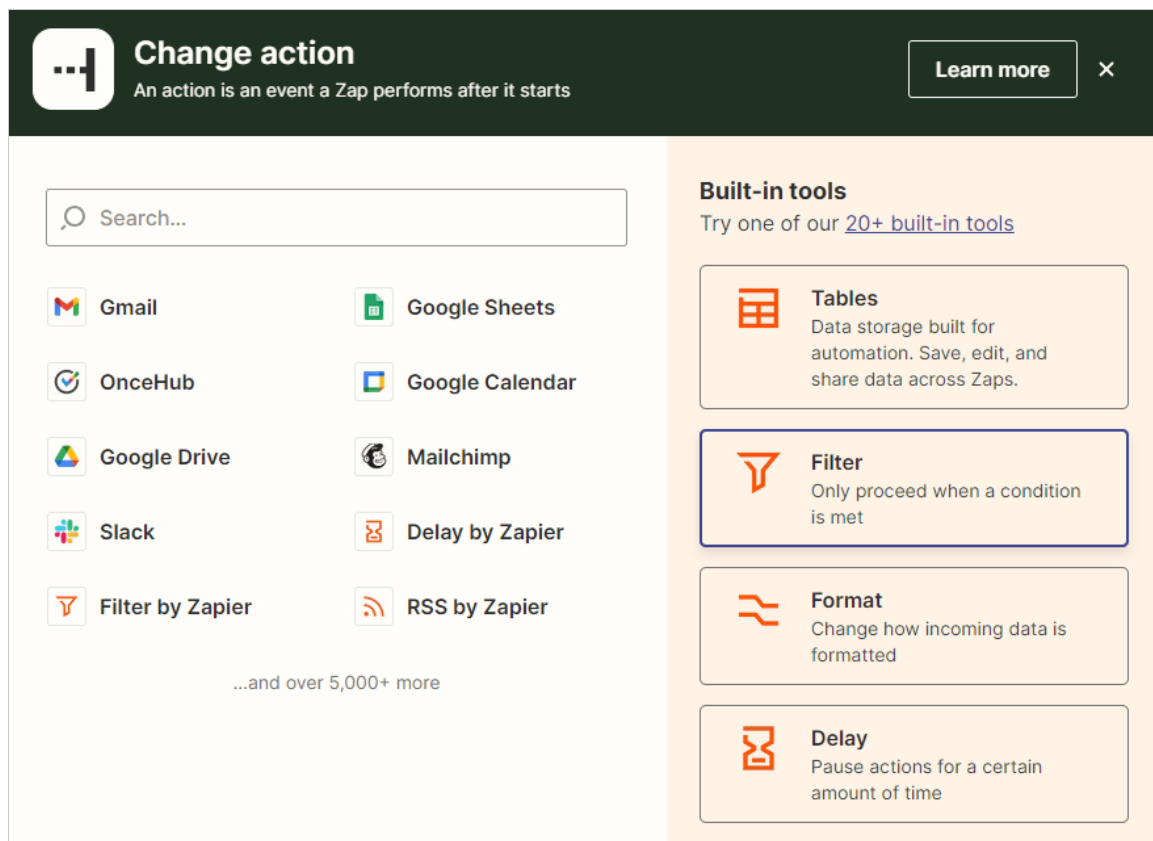 Change action
An action is an event a Zap performs after it starts
Learn more
Search...
Gmail
Google Sheets
OnceHub
Google Calendar
Google Drive
Mailchimp
Slack
Delay by Zapier
Filter by Zapier
RSS by Zapier
...and over 5,000+ more
Built-in tools
Try one of our 20+ built-in tools
Tables
Data storage built for
automation. Save, edit, and
share data across Zaps.
Filter
Only proceed when a condition
is met
Format
Change how incoming data is
formatted
Delay
Pause actions for a certain
amount of time